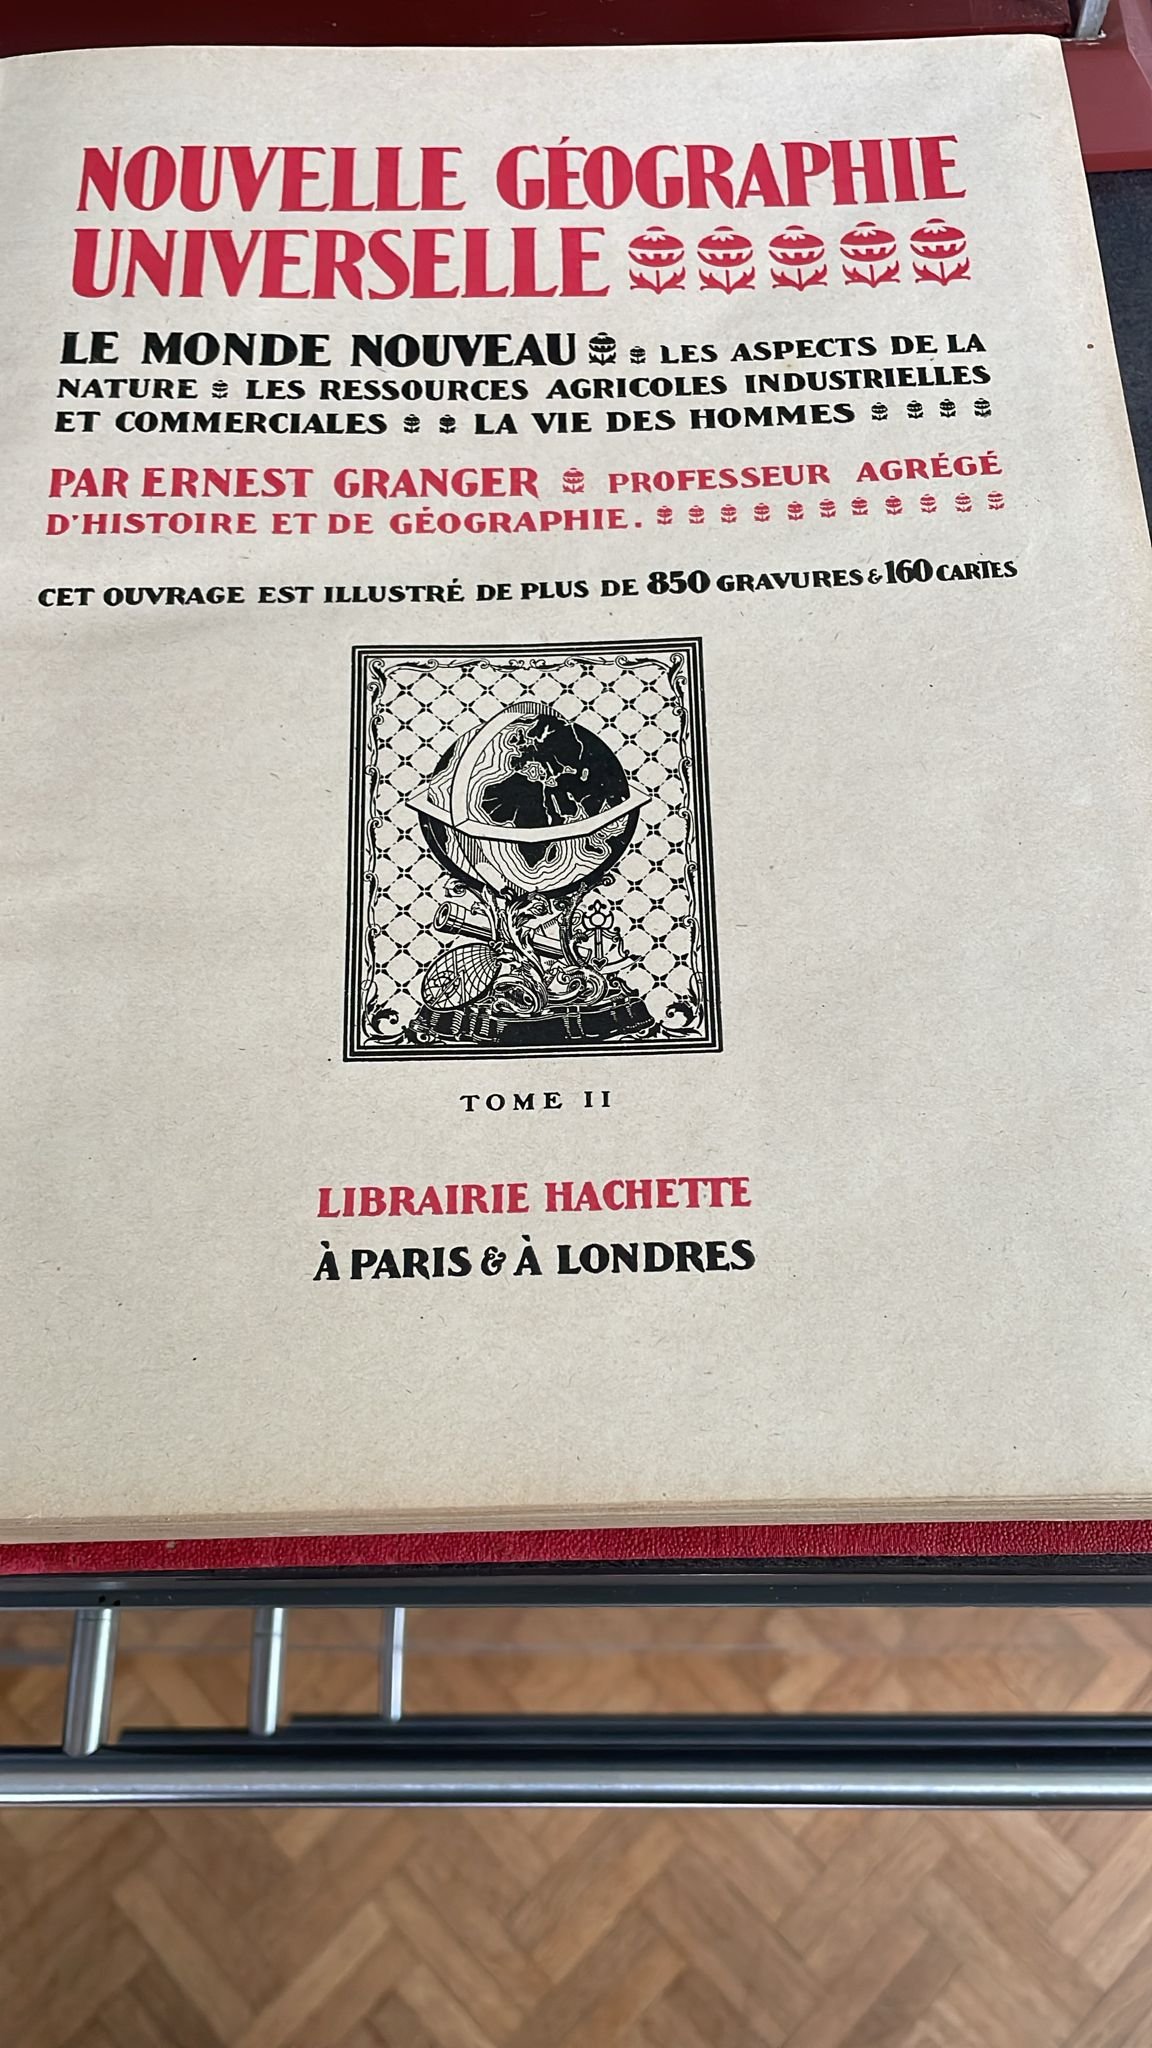 NOUVELLE GÉOGRAPHIE
UNIVERSELLE
LE MONDE NOUVEAU LES ASPECTS DE LA
NATURE LES RESSOURCES AGRICOLES INDUSTRIELLES
ET COMMERCIALES LA VIE DES HOMMES
PAR ERNEST GRANGER PROFESSEUR AGRÉGÉ
D'HISTOIRE ET DE GÉOGRAPHIE.
CET OUVRAGE EST ILLUSTRÉ DE PLUS DE 850 GRAVURES & 160 CARTES
TOME II
LIBRAIRIE HACHETTE
À PARIS & À LONDRES